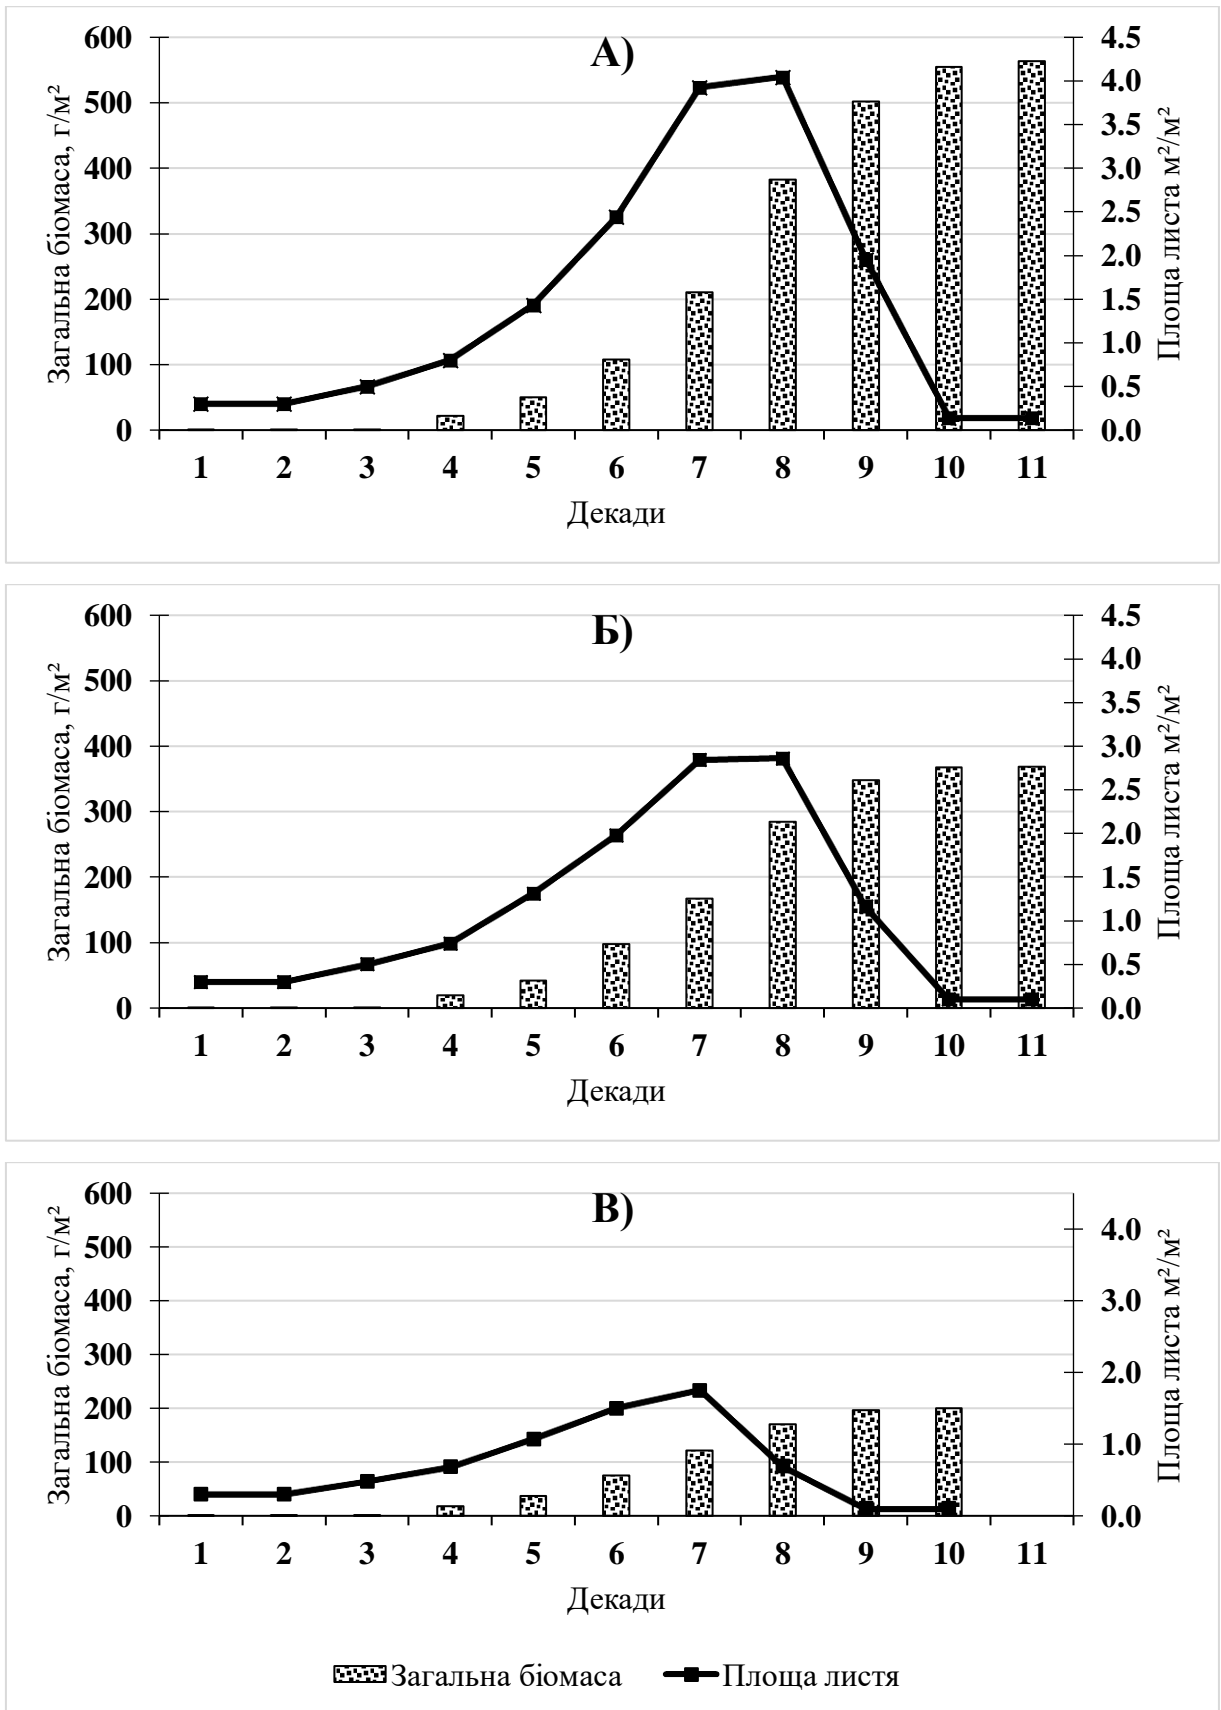 А)
Загальна біомаса, г/м²
600
500
400
300
200
100
0
4.5
4.0
3.5
3.0
2.5
2.0
1.5
1.0
0.5
0.0
Площа листа м²/м²
1 2 3 4 5 6 7 8 9 10 11
Декади
Б)
Загальна біомаса, г/м²
600
500
400
300
200
100
0
4.5
4.0
3.5
3.0
2.5
2.0
1.5
1.0
0.5
0.0
Площа листа м²/м²
1 2 3 4 5 6 7 8 9 10 11
Декади
В)
Загальна біомаса, г/м²
600
500
400
300
200
100
0
4.0
3.0
2.0
1.0
0.0
Площа листа м²/м²
1 2 3 4 5 6 7 8 9 10 11
Декади
Загальна біомаса Площа листя